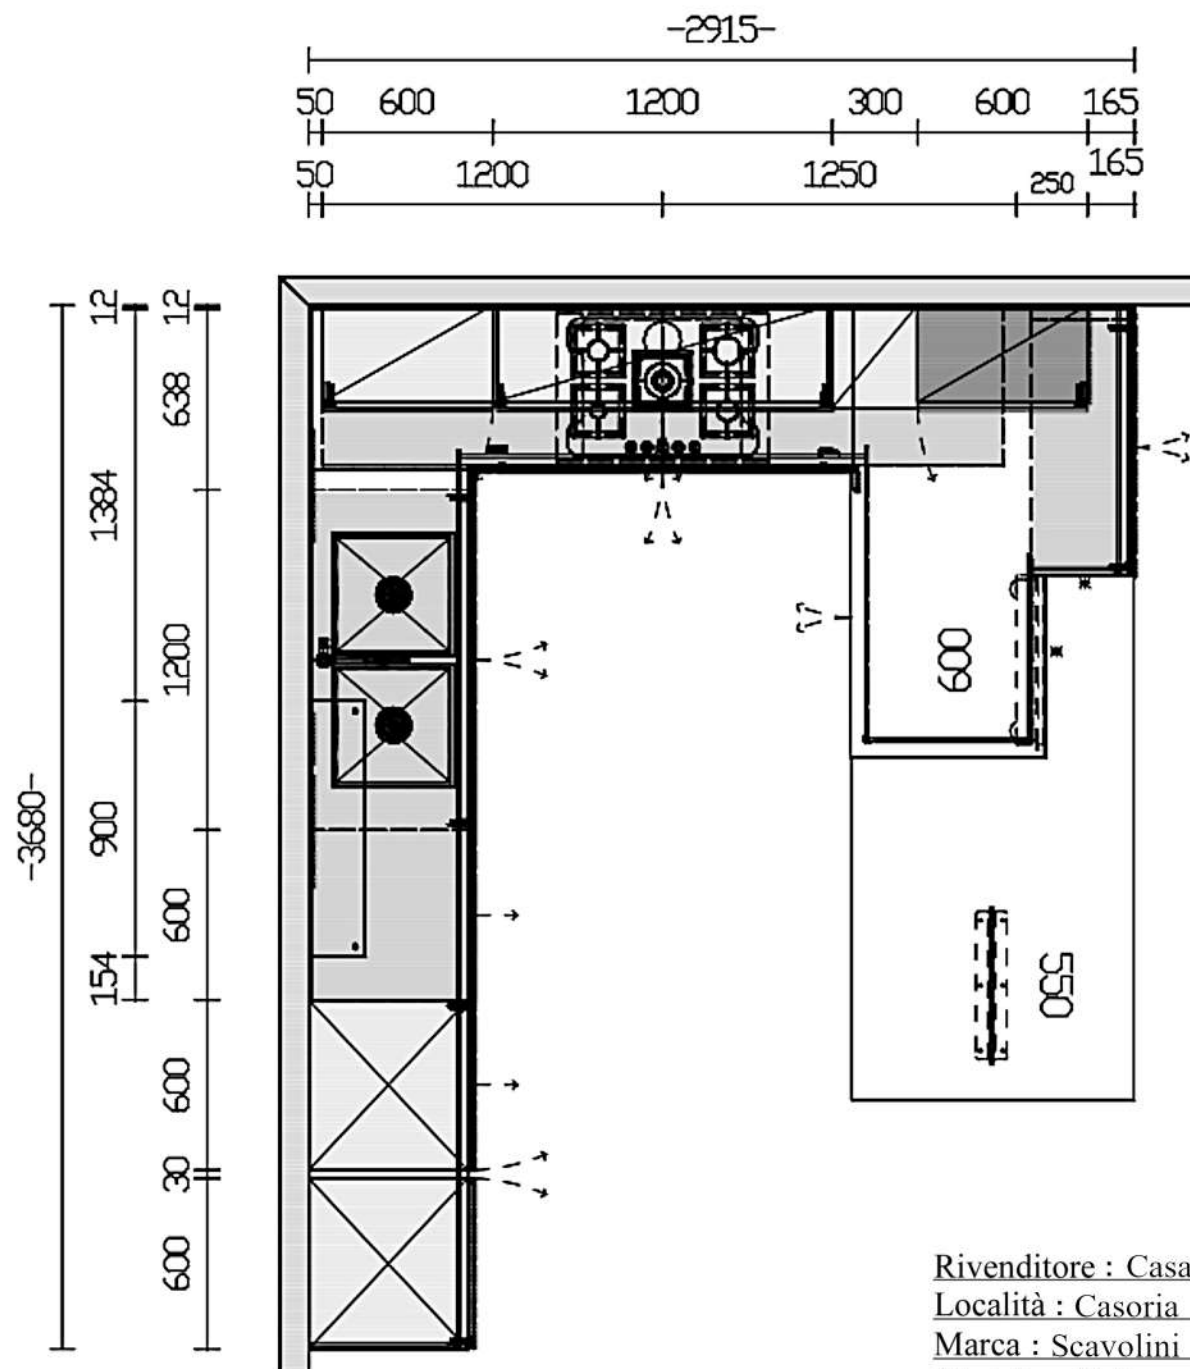 -2915-
50 600 1200 300 600 165
50 1200 1250 250 165
12 12
638
1384
1200
-3680-
900
600
154
600
30
600
600
550
Rivenditore : Casa
Località : Casoria
Marca : Scavolini